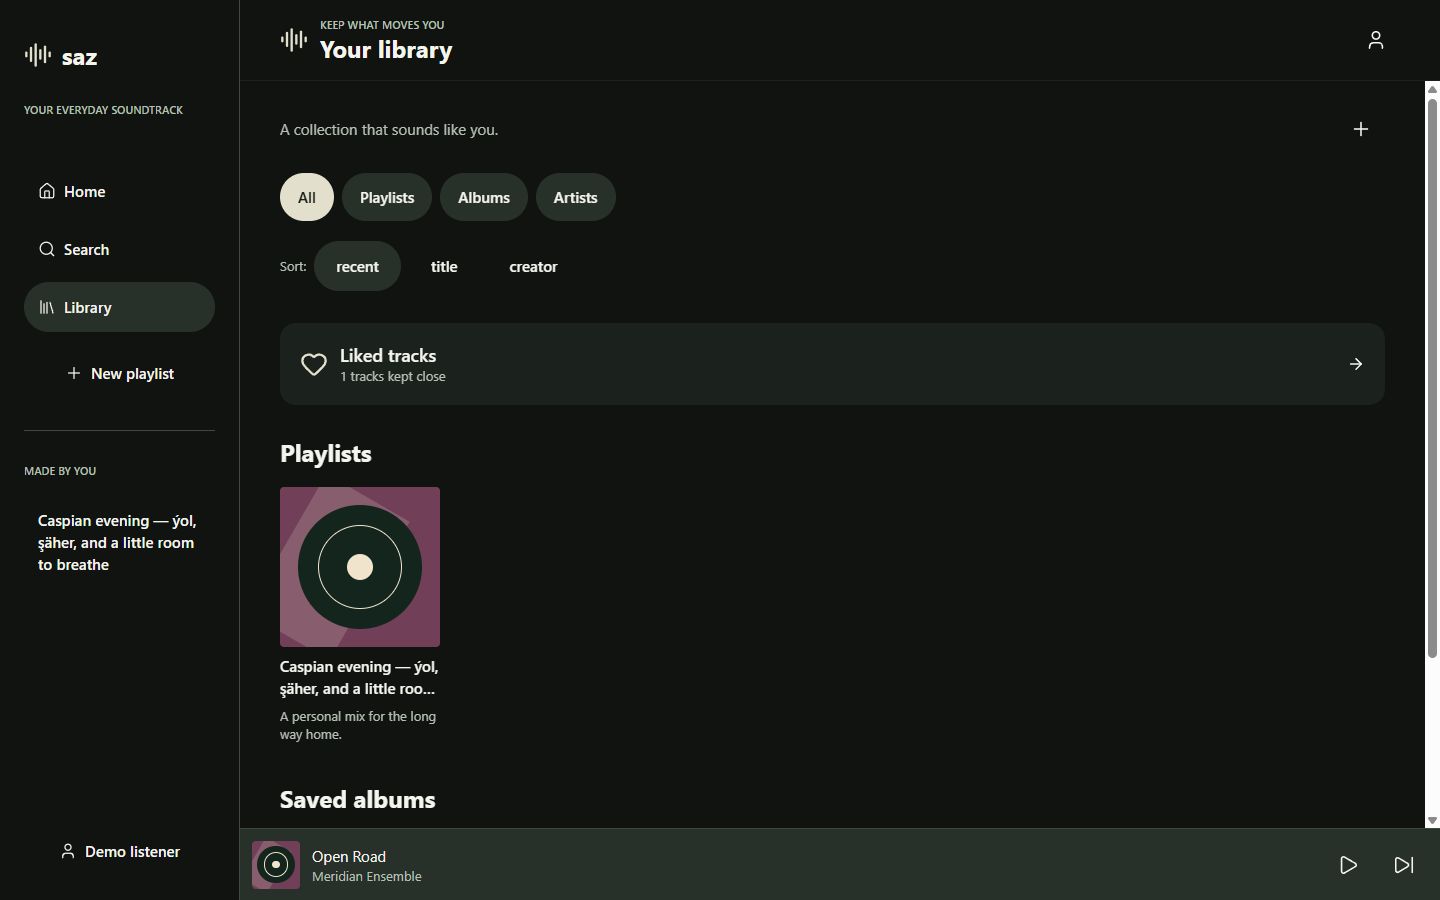 saz
YOUR EVERYDAY SOUNDTRACK
Home
Search
Library
New playlist
MADE BY YOU
Caspian evening — ýol,
şäher, and a little room
to breathe
Demo listener
KEEP WHAT MOVES YOU
Your library
A collection that sounds like you.
All
Playlists
Albums
Artists
Sort:
recent
title
creator
Liked tracks
1 tracks kept close
Playlists
Caspian evening — ýol,
şäher, and a little roo...
A personal mix for the long
way home.
Saved albums
Open Road
Meridian Ensemble